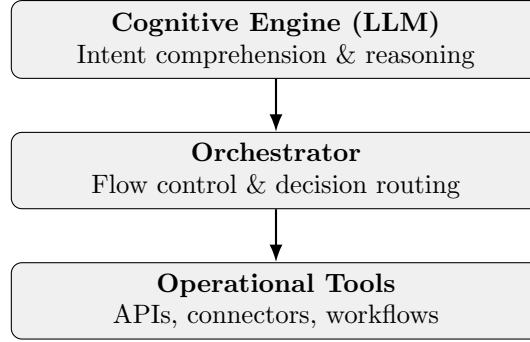 Cognitive Engine (LLM)
Intent comprehension & reasoning
Orchestrator
Flow control & decision routing
Operational Tools
APIs, connectors, workflows